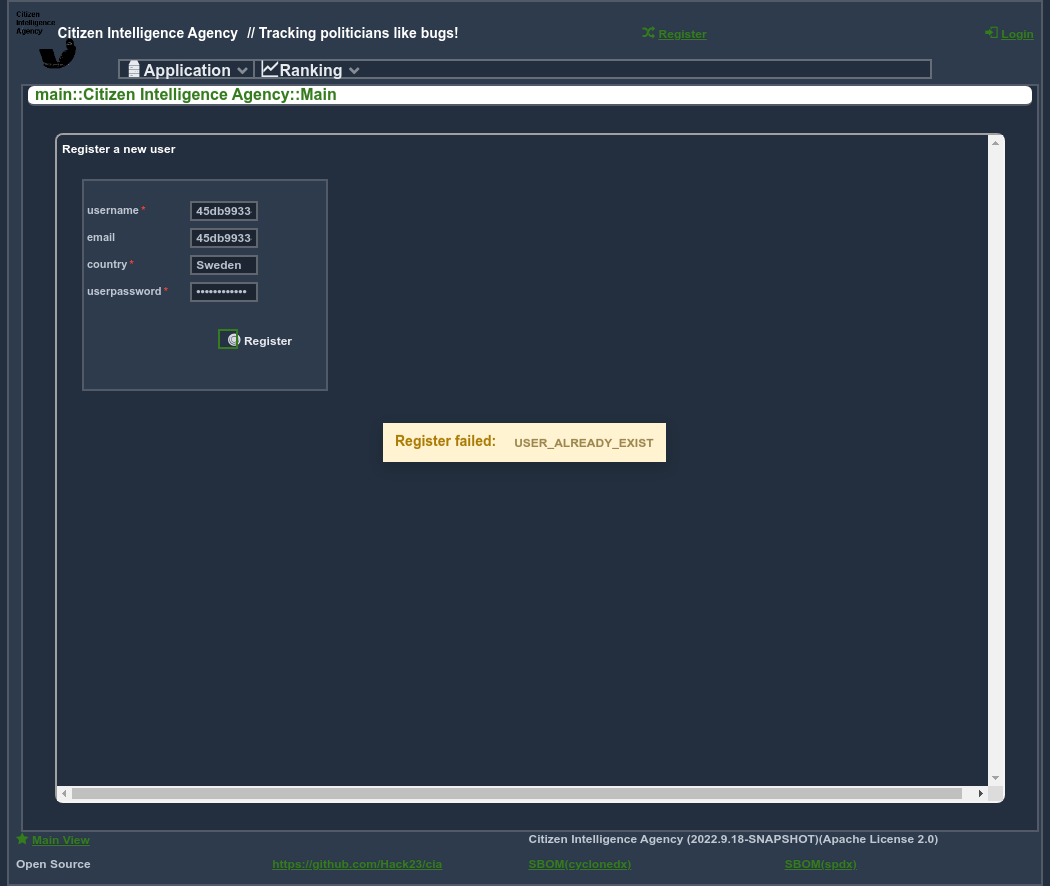 Citizen
Intelligence
Agency
Citizen Intelligence Agency // Tracking politicians like bugs!
Register
Login
Application
Ranking
main::Citizen Intelligence Agency::Main
Register a new user
username *
45db9933
email
45db9933
country *
Sweden
userpassword *
••••••••••••
Register
Register failed: USER_ALREADY_EXIST
Main View
Citizen Intelligence Agency (2022.9.18-SNAPSHOT)(Apache License 2.0)
Open Source
https://github.com/Hack23/cia
SBOM(cyclonedx)
SBOM(spdx)